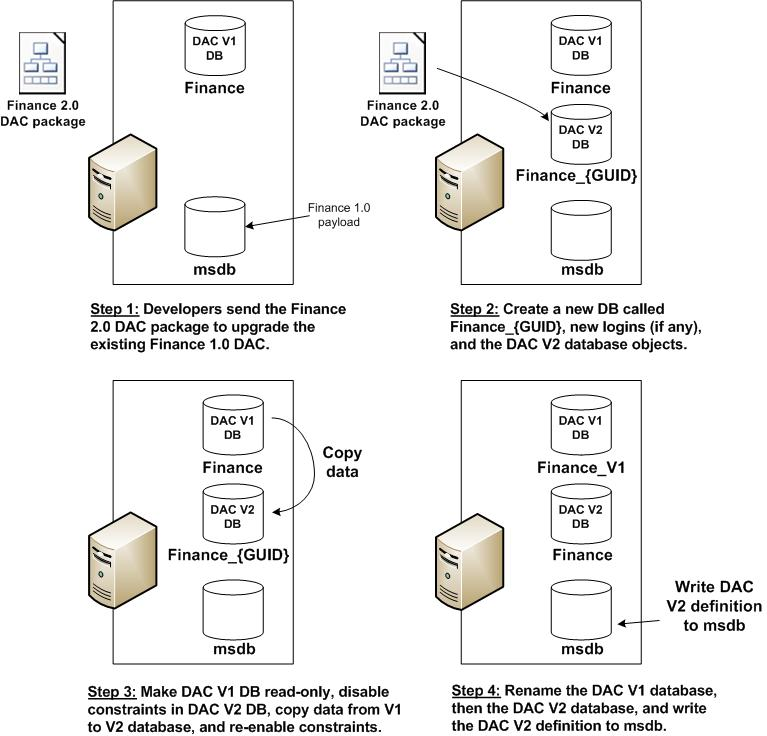 DAC V1
DB
Finance
Finance 2.0
DAC package
Finance 1.0
payload
msdb
Step 1: Developers send the Finance
2.0 DAC package to upgrade the
existing Finance 1.0 DAC.
DAC V1
DB
Finance
Finance 2.0
DAC package
DAC V2
DB
Finance_{GUID}
msdb
Step 2: Create a new DB called
Finance_{GUID}, new logins (if any),
and the DAC V2 database objects.
DAC V1
DB
Finance
Copy
data
DAC V2
DB
Finance_{GUID}
msdb
Step 3: Make DAC V1 DB read-only, disable
constraints in DAC V2 DB, copy data from V1
to V2 database, and re-enable constraints.
DAC V1
DB
Finance_V1
DAC V2
DB
Finance
Write DAC
V2 definition
to msdb
msdb
Step 4: Rename the DAC V1 database,
then the DAC V2 database, and write
the DAC V2 definition to msdb.